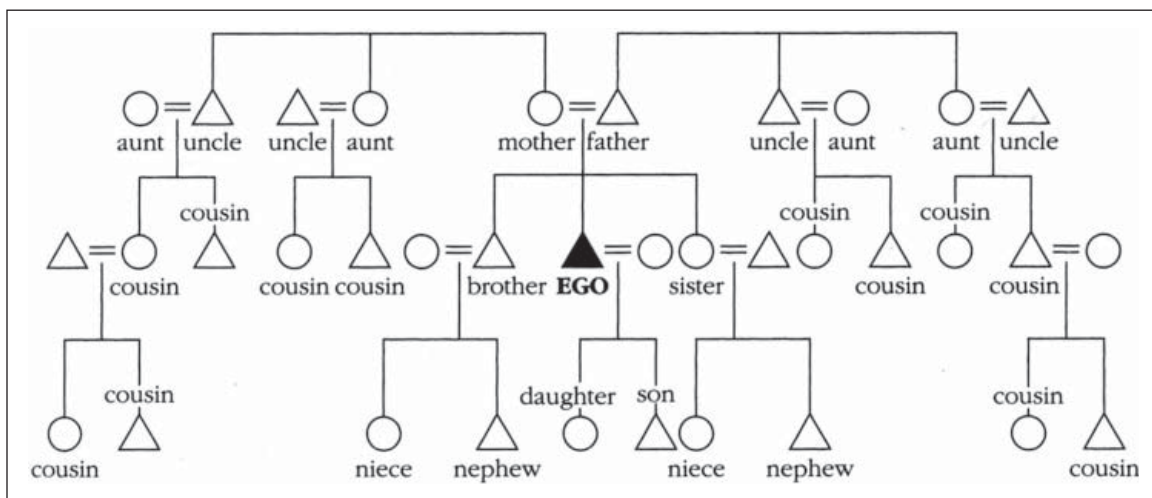 aunt uncle uncle aunt mother father uncle aunt aunt uncle
cousin cousin cousin
cousin cousin cousin brother EGO sister cousin cousin
cousin daughter son cousin
cousin niece nephew niece nephew cousin